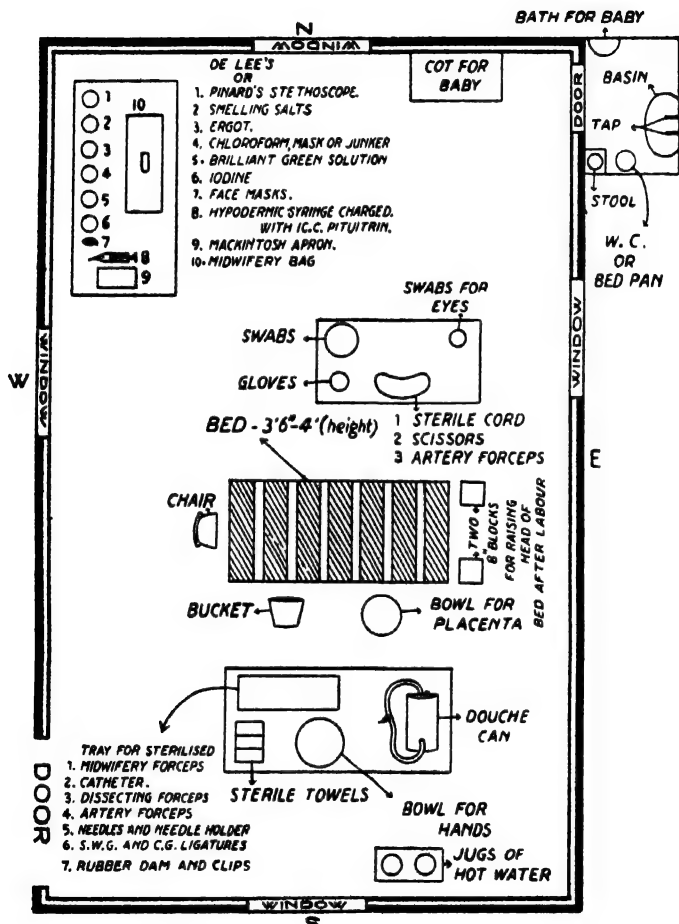 N
WINDOW
BATH FOR BABY
DE LEE'S
OR
1. PINARD'S STETHOSCOPE.
2 SMELLING SALTS
3. ERGOT.
4. CHLOROFORM, MASK OR JUNKER
5. BRILLIANT GREEN SOLUTION
6. IODINE
7. FACE MASKS.
8. HYPODERMIC SYRINGE CHARGED.
WITH 1C.C. PITUITRIN.
9. MACKINTOSH APRON.
10. MIDWIFERY BAG
1
2
3
4
5
6
7
8
9
10
COT FOR
BABY
DOOR
BASIN
TAP
STOOL
W. C.
OR
BED PAN
WINDOW
W
WINDOW
E
SWABS FOR
EYES
SWABS
GLOVES
1 STERILE CORD
2 SCISSORS
3 ARTERY FORCEPS
BED - 3'6"-4' (height)
CHAIR
TWO
8" BLOCKS
FOR RAISING
HEAD OF
BED AFTER LABOUR
BUCKET
BOWL FOR
PLACENTA
DOUCHE
CAN
TRAY FOR STERILISED
1. MIDWIFERY FORCEPS
2. CATHETER.
3. DISSECTING FORCEPS
4. ARTERY FORCEPS
5. NEEDLES AND NEEDLE HOLDER
6. S.W.G. AND C.G. LIGATURES
7. RUBBER DAM AND CLIPS
STERILE TOWELS
BOWL FOR
HANDS
JUGS OF
HOT WATER
DOOR
WINDOW
S